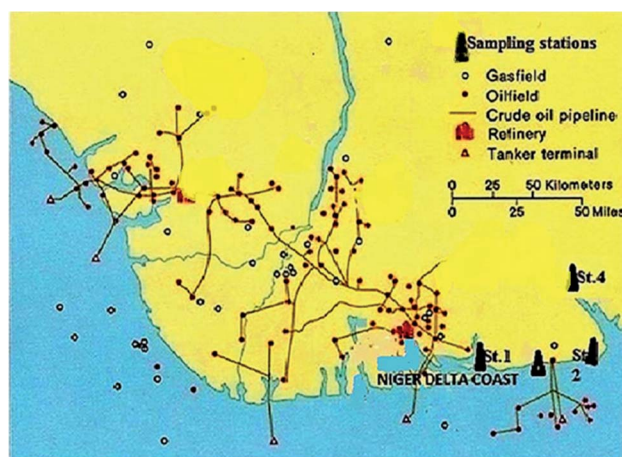 Sampling stations
Gasfield
Oilfield
Crude oil pipeline
Refinery
Tanker terminal
0 25 50 Kilometers
0 25 50 Miles
St.4
St.1
St
2
NIGER DELTA COAST